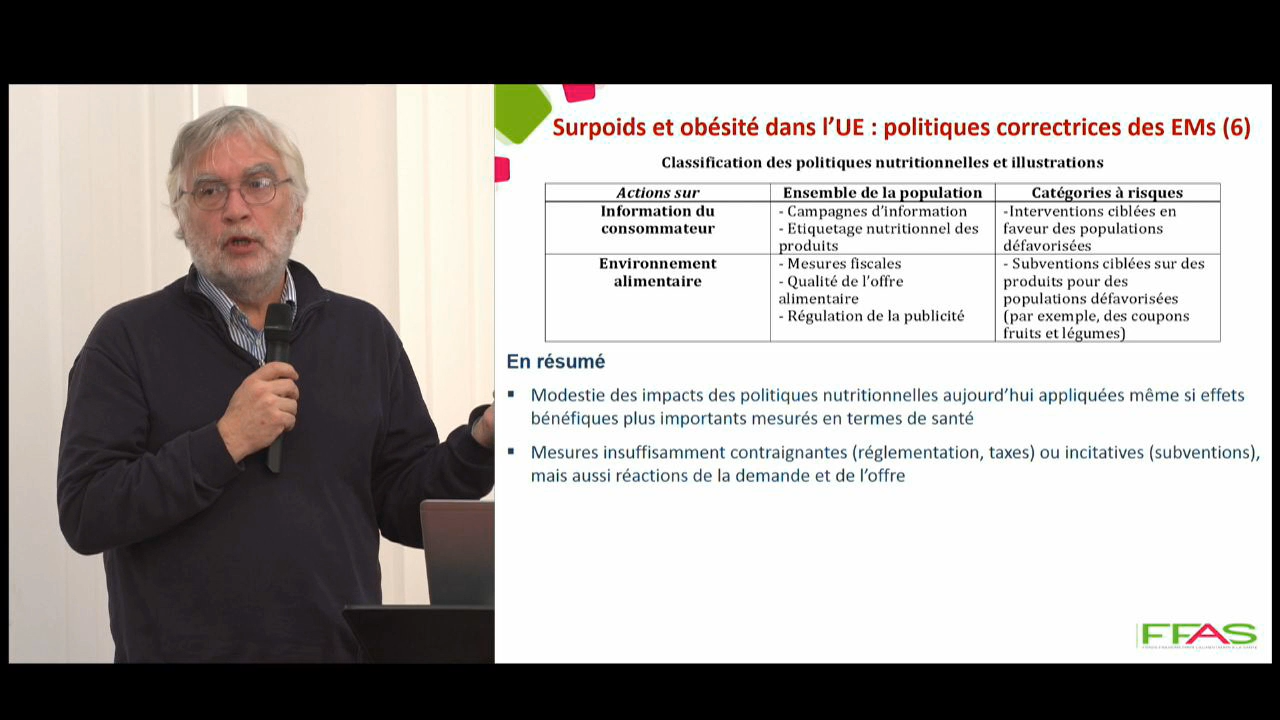 Surpoids et obésité dans l'UE : politiques correctrices des EMs (6)
Classification des politiques nutritionnelles et illustrations
Actions sur
Ensemble de la population
Catégories à risques
Information du
consommateur
- Campagnes d'information
- Etiquetage nutritionnel des
produits
-Interventions ciblées en
faveur des populations
défavorisées
Environnement
alimentaire
- Mesures fiscales
- Qualité de l'offre
alimentaire
- Régulation de la publicité
- Subventions ciblées sur des
produits pour des
populations défavorisées
(par exemple, des coupons
fruits et légumes)
En résumé
▪ Modestie des impacts des politiques nutritionnelles aujourd'hui appliquées même si effets
bénéfiques plus importants mesurés en termes de santé
▪ Mesures insuffisamment contraignantes (réglementation, taxes) ou incitatives (subventions),
mais aussi réactions de la demande et de l'offre
FFAS